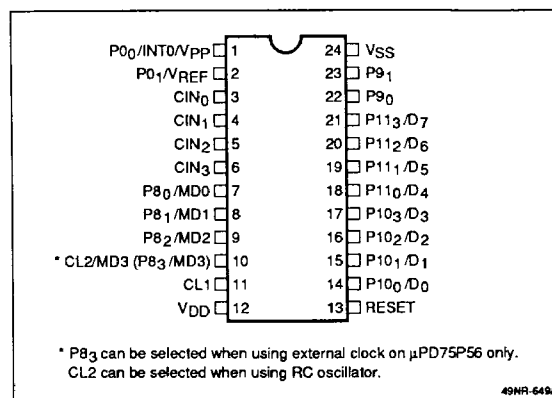 P0₀/INT0/VPP 1 24 VSS
P0₁/VREF 2 23 P9₁
CIN₀ 3 22 P9₀
CIN₁ 4 21 P11₃/D₇
CIN₂ 5 20 P11₂/D₆
CIN₃ 6 19 P11₁/D₅
P8₀/MD0 7 18 P11₀/D₄
P8₁/MD1 8 17 P10₃/D₃
P8₂/MD2 9 16 P10₂/D₂
* CL2/MD3 (P8₃/MD3) 10 15 P10₁/D₁
CL1 11 14 P10₀/D₀
VDD 12 13 RESET
* P8₃ can be selected when using external clock on µPD75P56 only.
CL2 can be selected when using RC oscillator.
49NR-649A